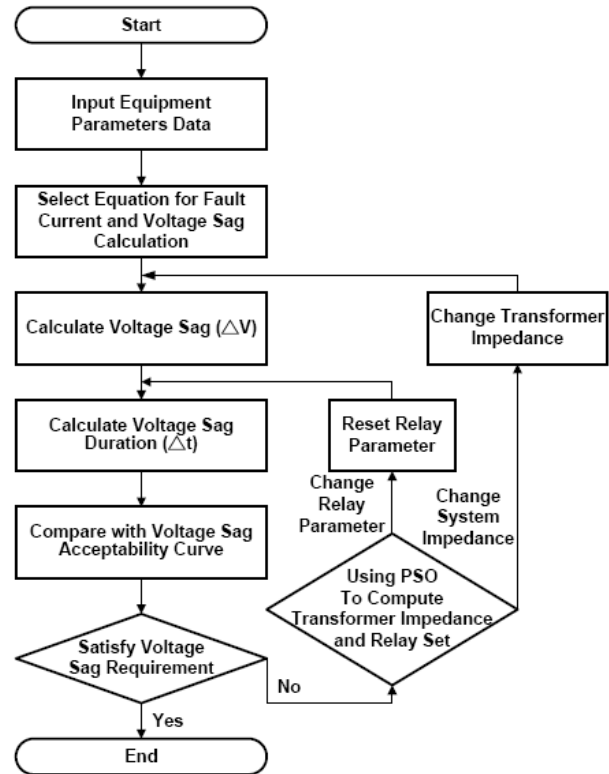 Start
Input Equipment
Parameters Data
Select Equation for Fault
Current and Voltage Sag
Calculation
Calculate Voltage Sag (△V)
Change Transformer
Impedance
Calculate Voltage Sag
Duration (△t)
Reset Relay
Parameter
Change
Relay
Parameter
Change
System
Impedance
Compare with Voltage Sag
Acceptability Curve
Using PSO
To Compute
Transformer Impedance
and Relay Set
Satisfy Voltage
Sag Requirement
No
Yes
End